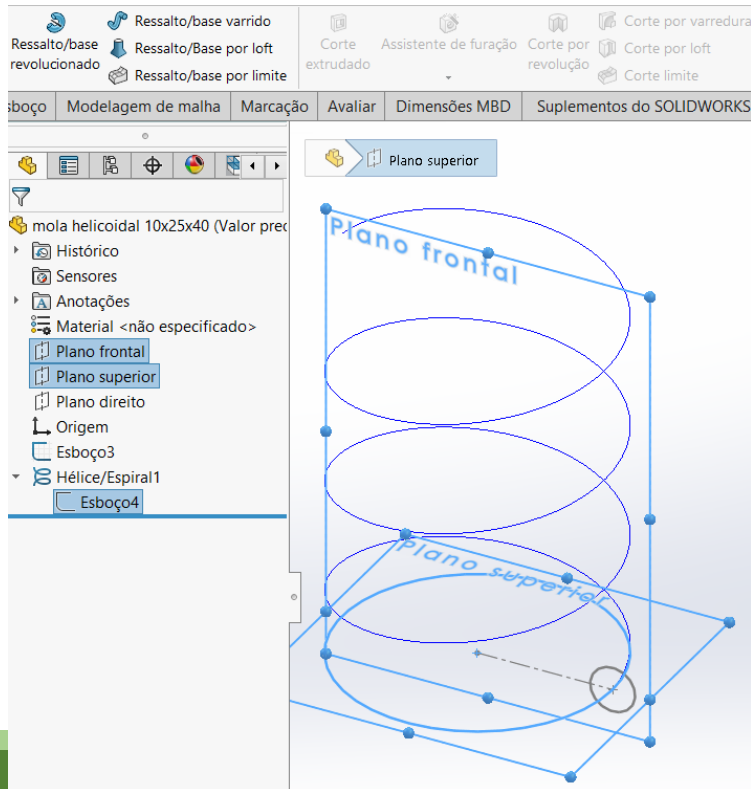 Ressalto/base revolucionado
Ressalto/base varrido
Ressalto/Base por loft
Ressalto/base por limite
Corte extrudado
Assistente de furação
Corte por revolução
Corte por varredura
Corte por loft
Corte limite
sboço
Modelagem de malha
Marcação
Avaliar
Dimensões MBD
Suplementos do SOLIDWORKS
Plano superior
mola helicoidal 10x25x40 (Valor pred
Histórico
Sensores
Anotações
Material <não especificado>
Plano frontal
Plano superior
Plano direito
Origem
Esboço3
Hélice/Espiral1
Esboço4
Plano frontal
Plano superior